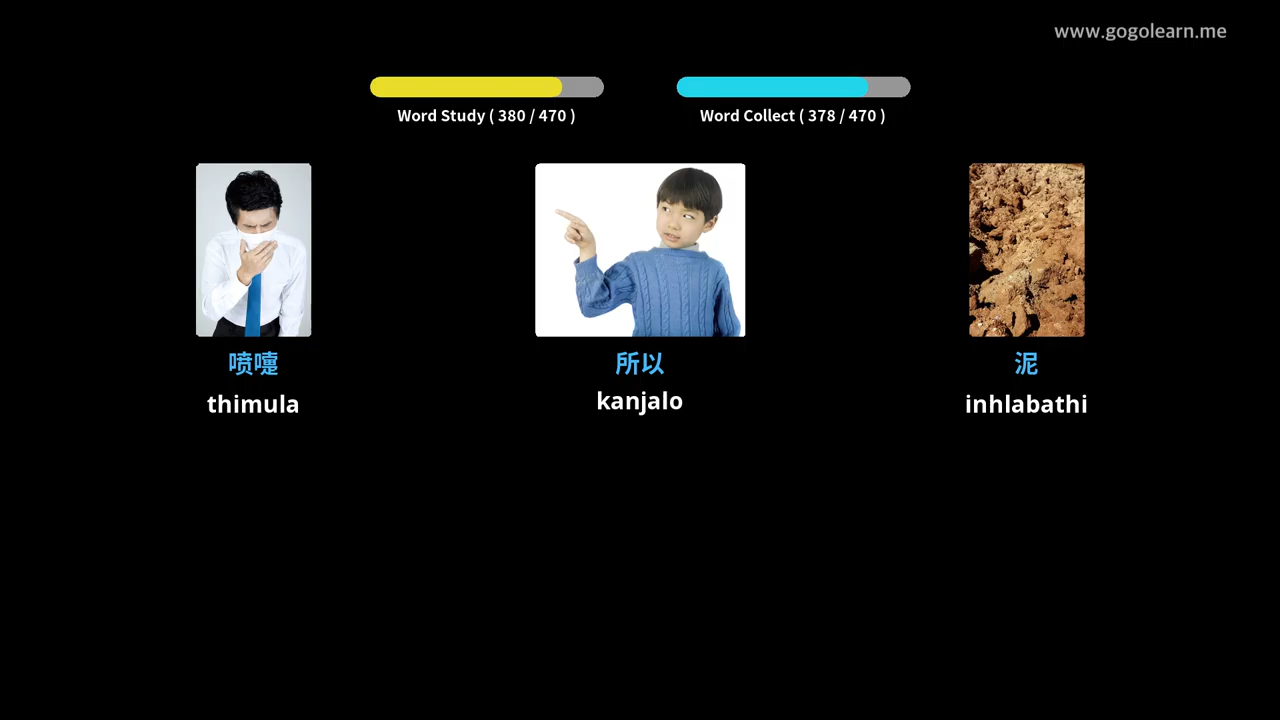 www.gogolearn.me
Word Study ( 380 / 470 )
Word Collect ( 378 / 470 )
喷嚏
thimula
所以
kanjalo
泥
inhlabathi